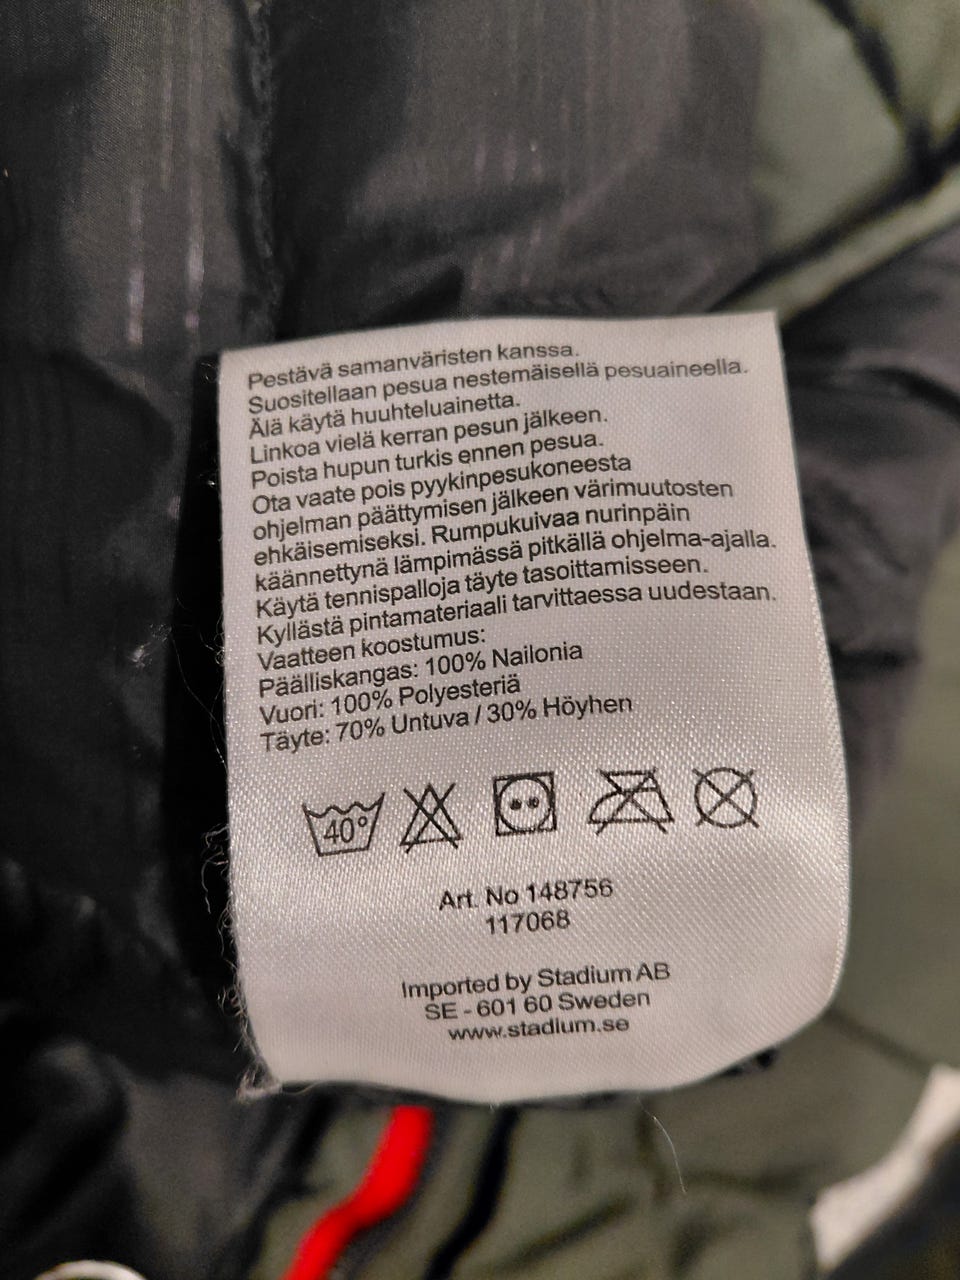 Pestävä samanväristen kanssa.
Suositellaan pesua nestemäisellä pesuaineella.
Älä käytä huuhteluainetta.
Linkoa vielä kerran pesun jälkeen.
Poista hupun turkis ennen pesua.
Ota vaate pois pyykinpesukoneesta
ohjelman päättymisen jälkeen värimuutosten
ehkäisemiseksi. Rumpukuivaa nurinpäin
käännettynä lämpimässä pitkällä ohjelma-ajalla.
Käytä tennispalloja täyte tasoittamisseen.
Kyllästä pintamateriaali tarvittaessa uudestaan.
Vaatteen koostumus:
Päälliskangas: 100% Nailonia
Vuori: 100% Polyesteriä
Täyte: 70% Untuva / 30% Höyhen
40°
Art. No 148756
117068
Imported by Stadium AB
SE - 601 60 Sweden
www.stadium.se